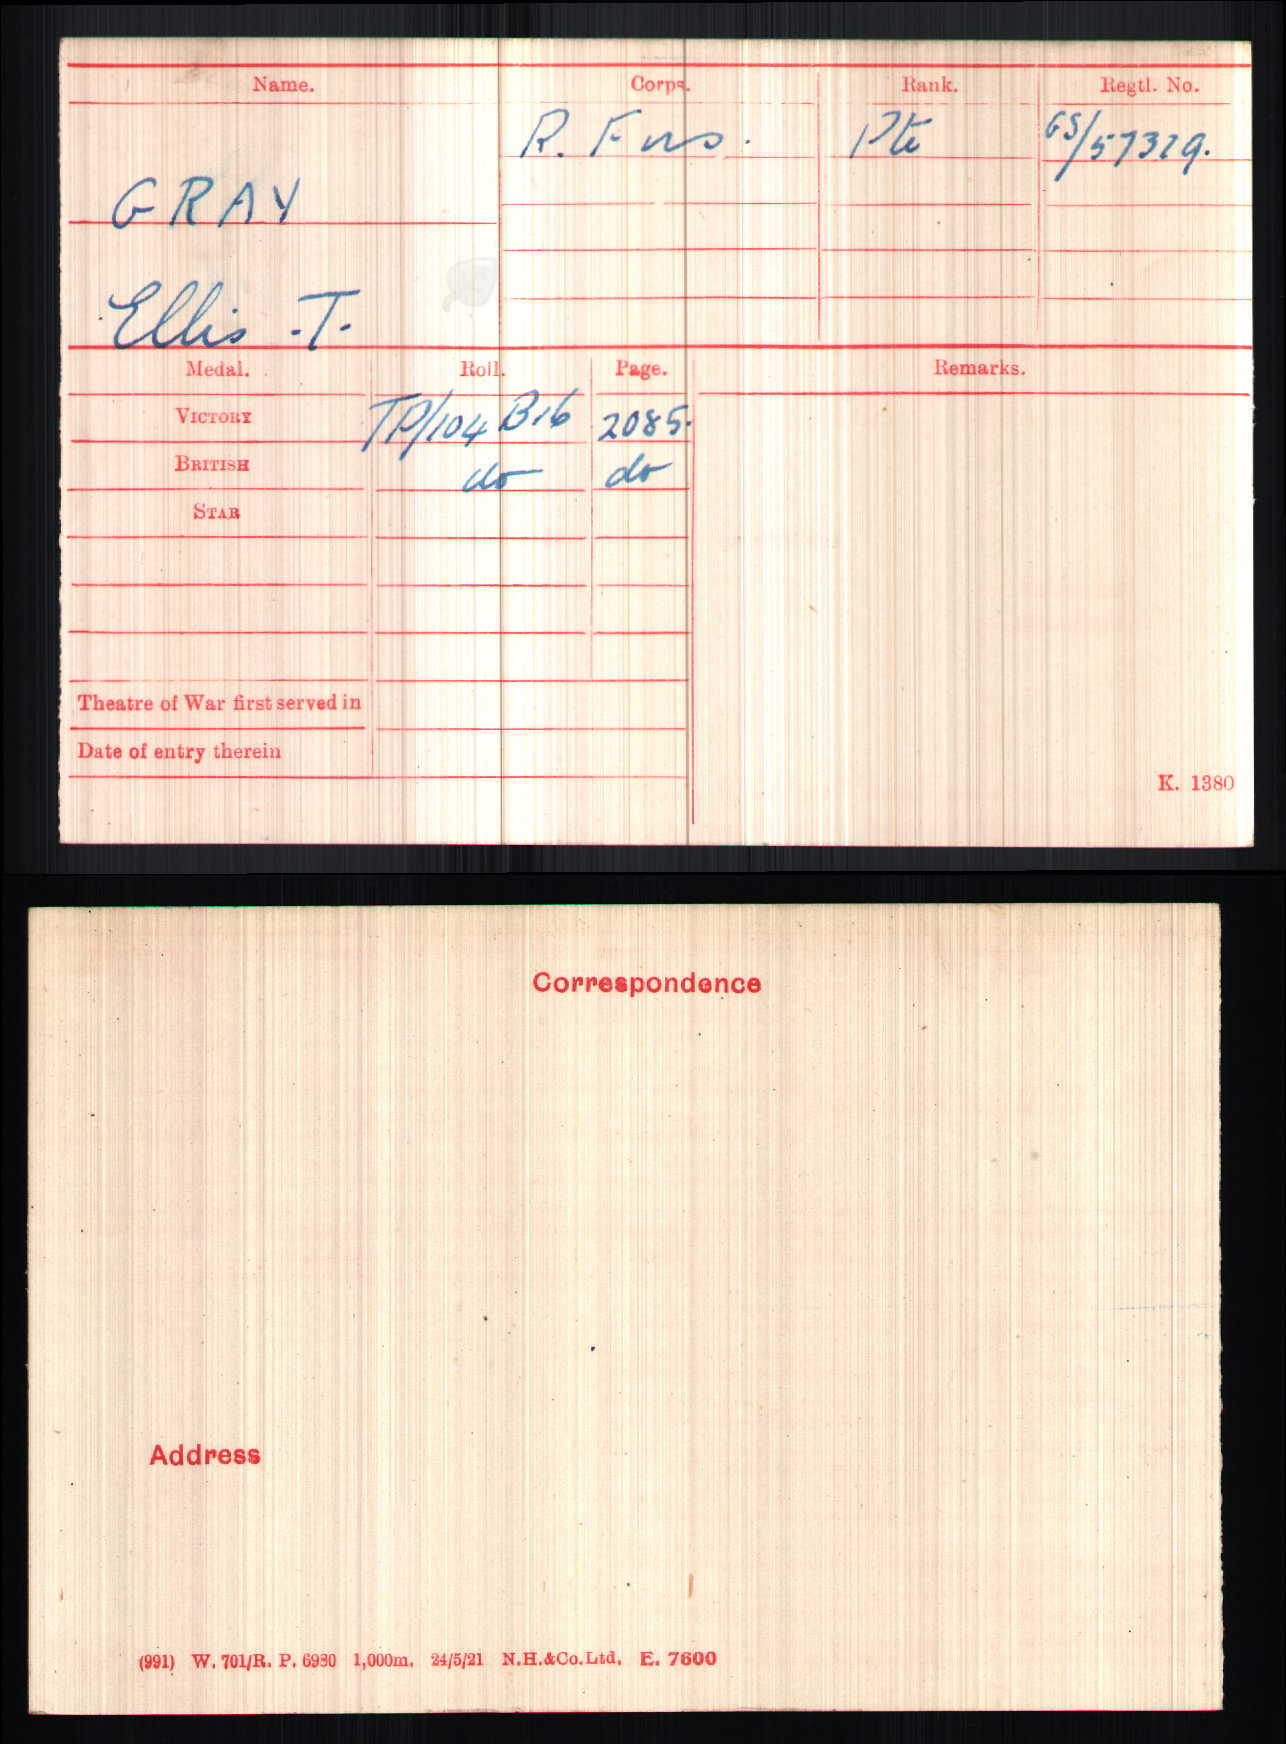 Name. Corps. Rank. Regtl. No.
R. Fus. Pte GS/57329.
GRAY
Ellis .T.
Medal. Roll. Page. Remarks.
VICTORY TP/104 B16 2085.
BRITISH do do
STAR
Theatre of War first served in
Date of entry therein
K. 1380
Correspondence
Address
(991) W. 701/R. P. 6980 1,000m. 24/5/21 N.H.&Co.Ltd. E. 7600